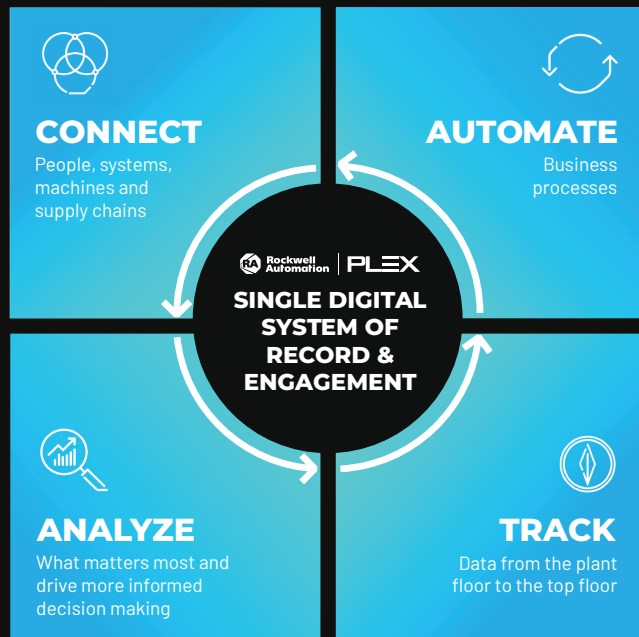 CONNECT
People, systems,
machines and
supply chains
AUTOMATE
Business
processes
RA Rockwell
Automation
PLEX
SINGLE DIGITAL
SYSTEM OF
RECORD &
ENGAGEMENT
ANALYZE
What matters most and
drive more informed
decision making
TRACK
Data from the plant
floor to the top floor